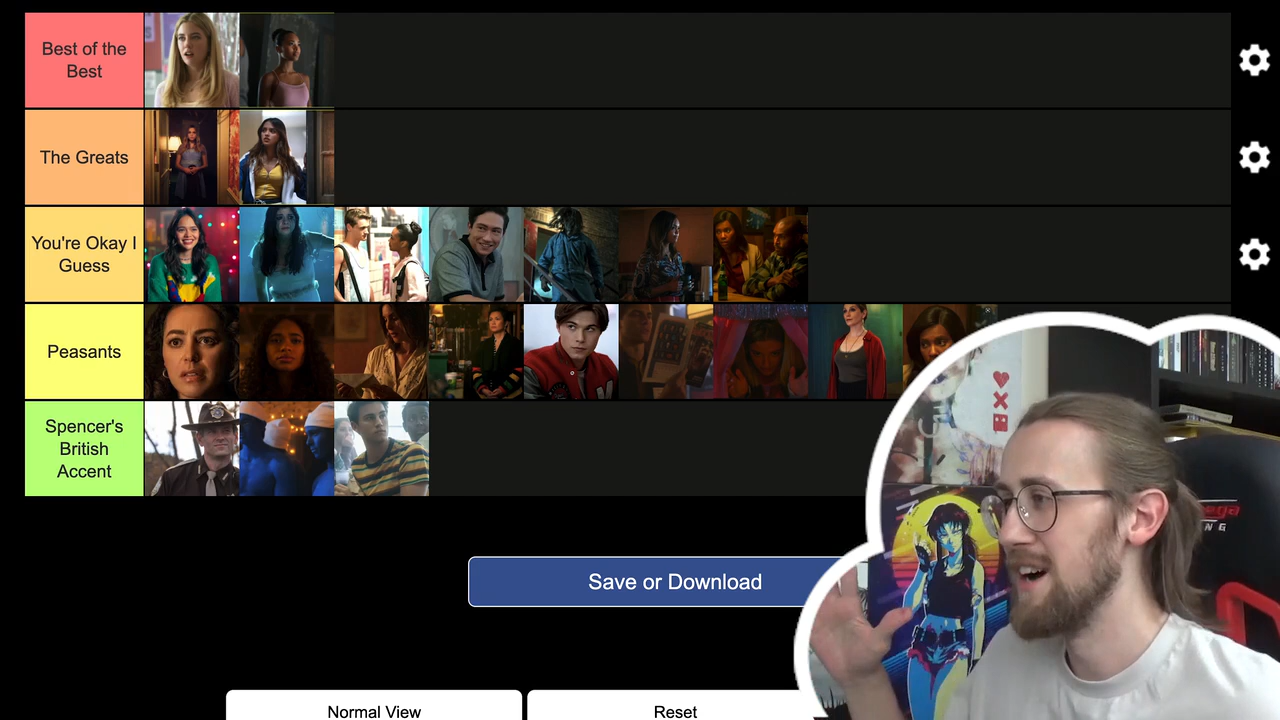 Best of the
Best
The Greats
You're Okay I
Guess
Peasants
Spencer's
British
Accent
Save or Download
Normal View
Reset